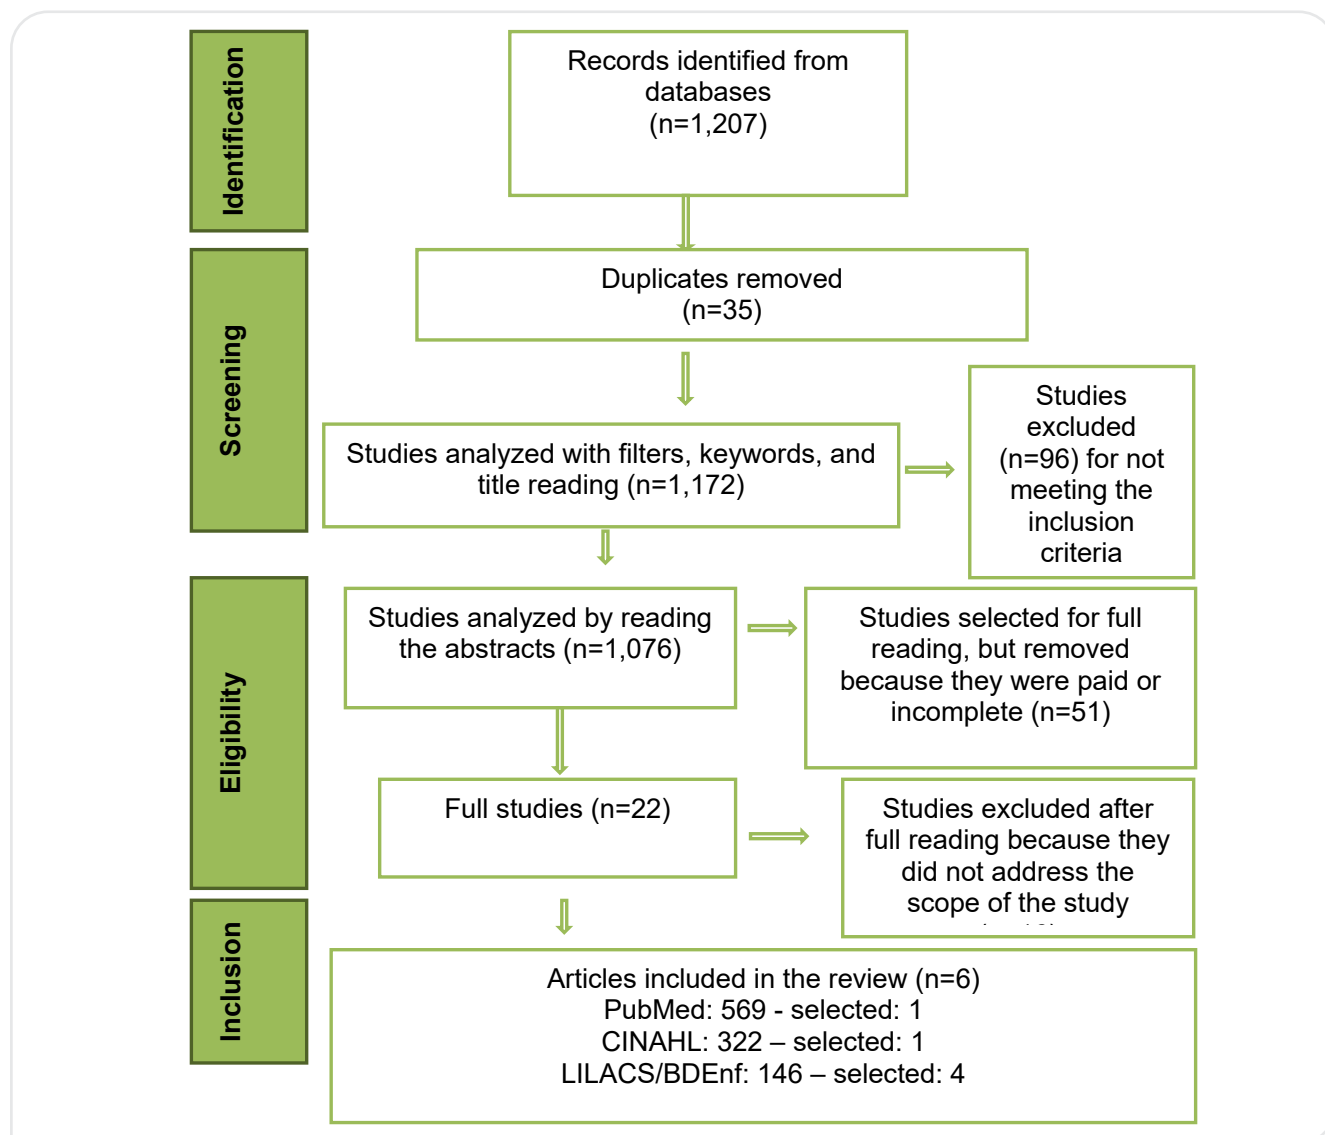 Identification
Records identified from
databases
(n=1,207)
Screening
Duplicates removed
(n=35)
Studies analyzed with filters, keywords, and
title reading (n=1,172)
Studies
excluded
(n=96) for not
meeting the
inclusion
criteria
Eligibility
Studies analyzed by reading
the abstracts (n=1,076)
Studies selected for full
reading, but removed
because they were paid or
incomplete (n=51)
Full studies (n=22)
Studies excluded after
full reading because they
did not address the
scope of the study
Inclusion
Articles included in the review (n=6)
PubMed: 569 - selected: 1
CINAHL: 322 – selected: 1
LILACS/BDEnf: 146 – selected: 4